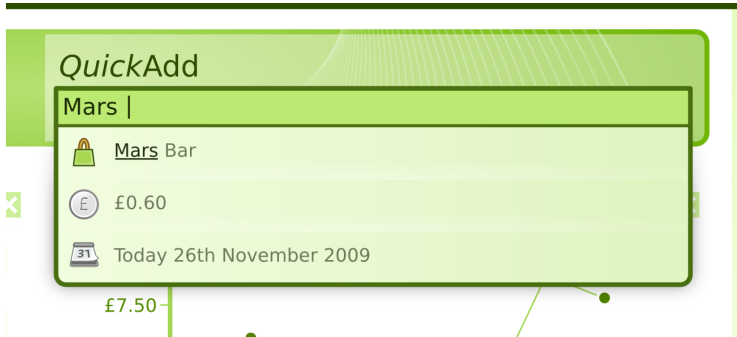 QuickAdd
Mars
Mars Bar
£
£0.60
31
Today 26th November 2009
£7.50